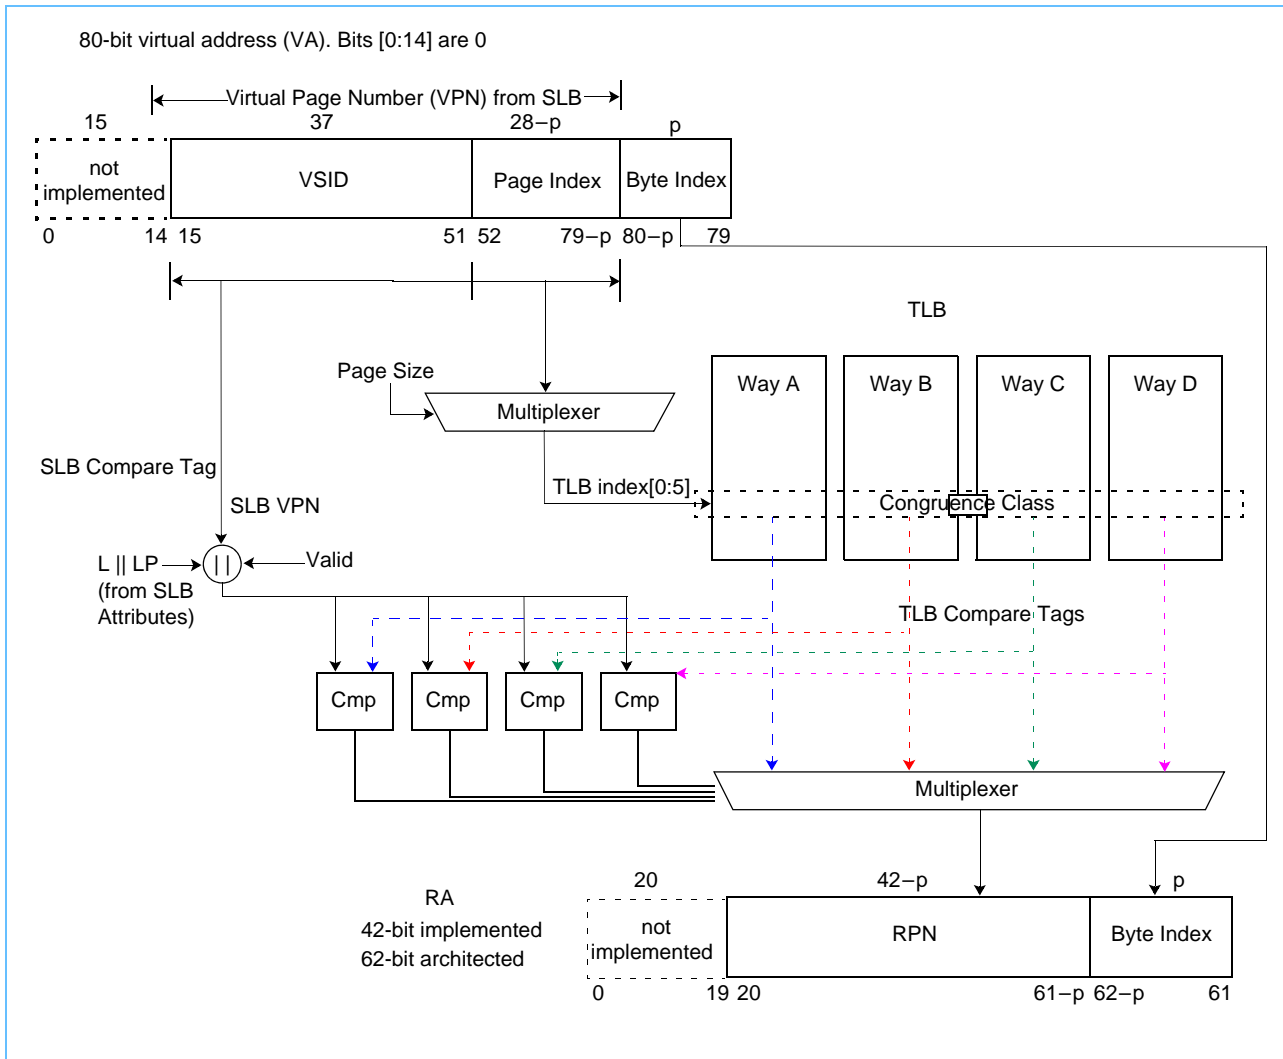 80-bit virtual address (VA). Bits [0:14] are 0
Virtual Page Number (VPN) from SLB
15
37
28–p
p
not
implemented
VSID
Page Index
Byte Index
0
14
15
51
52
79–p
80–p
79
TLB
Page Size
Multiplexer
Way A
Way B
Way C
Way D
SLB Compare Tag
TLB index[0:5]
SLB VPN
Congruence Class
L || LP
(from SLB
Attributes)
||
Valid
TLB Compare Tags
Cmp
Cmp
Cmp
Cmp
Multiplexer
RA
42-bit implemented
62-bit architected
20
42–p
p
not
implemented
RPN
Byte Index
0
19
20
61–p
62–p
61